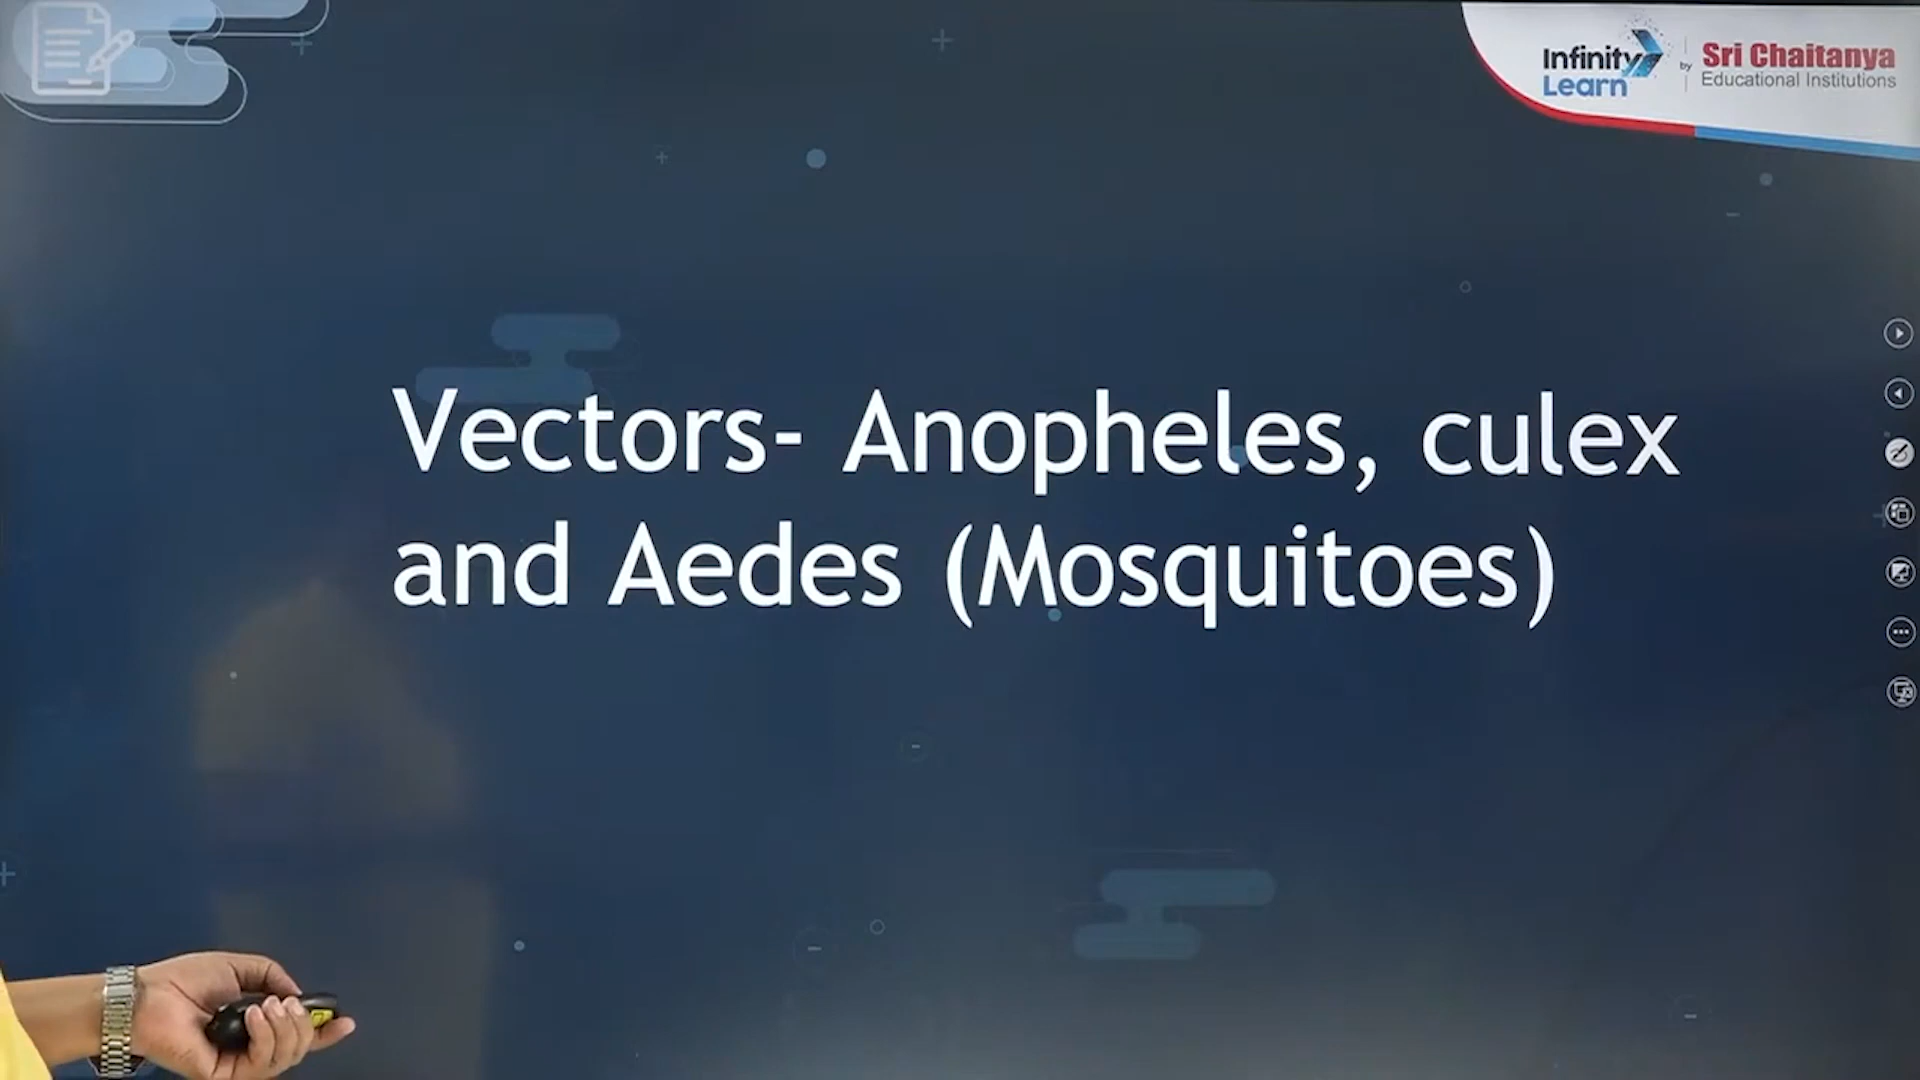 Infinity Learn
by
Sri Chaitanya
Educational Institutions
Vectors- Anopheles, culex
and Aedes (Mosquitoes)